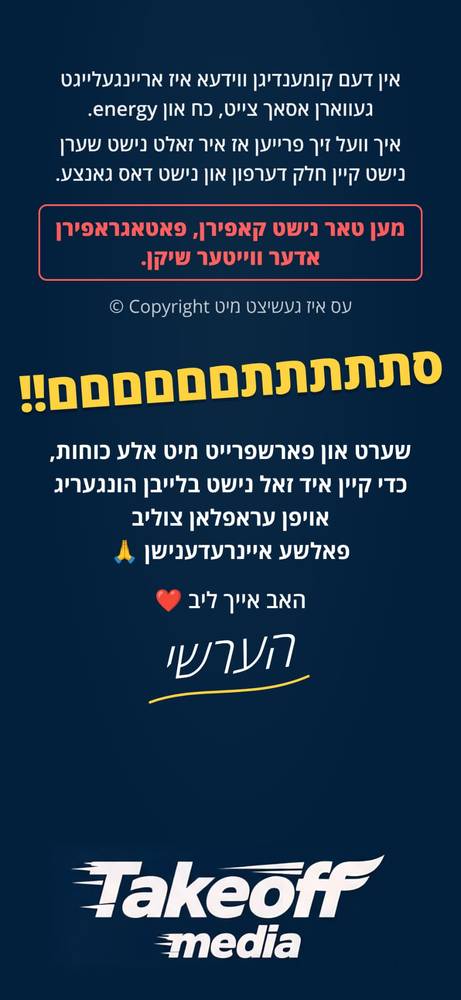 אין דעם קומענדיגן ווידעא איז אריינגעלייגט
געווארן אסאך צייט, כח און energy.
איך וועל זיך פרייען אז איר זאלט נישט שערן
נישט קיין חלק דערפון און נישט דאס גאנצע.
מען טאר נישט קאפירן, פאטאגראפירן
אדער ווייטער שיקן.
עס איז געשיצט מיט Copyright ©
סתתתתתםםםםםםם!!
שערט און פארשפרייט מיט אלע כוחות,
כדי קיין איד זאל נישט בלייבן הונגעריג
אויפן עראפלאן צוליב
פאלשע איינרעדענישן 🙏
האב אייך ליב ❤️
הערשי
Takeoff
media